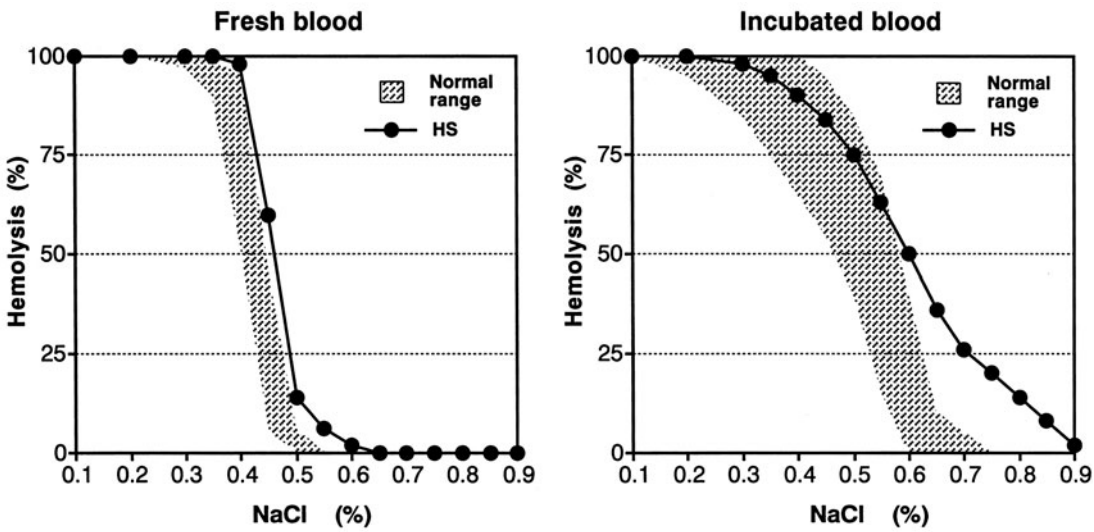 Fresh blood
Hemolysis (%)
100
75
50
25
0
Normal
range
HS
0.1 0.2 0.3 0.4 0.5 0.6 0.7 0.8 0.9
NaCl (%)
Incubated blood
Hemolysis (%)
100
75
50
25
0
Normal
range
HS
0.1 0.2 0.3 0.4 0.5 0.6 0.7 0.8 0.9
NaCl (%)